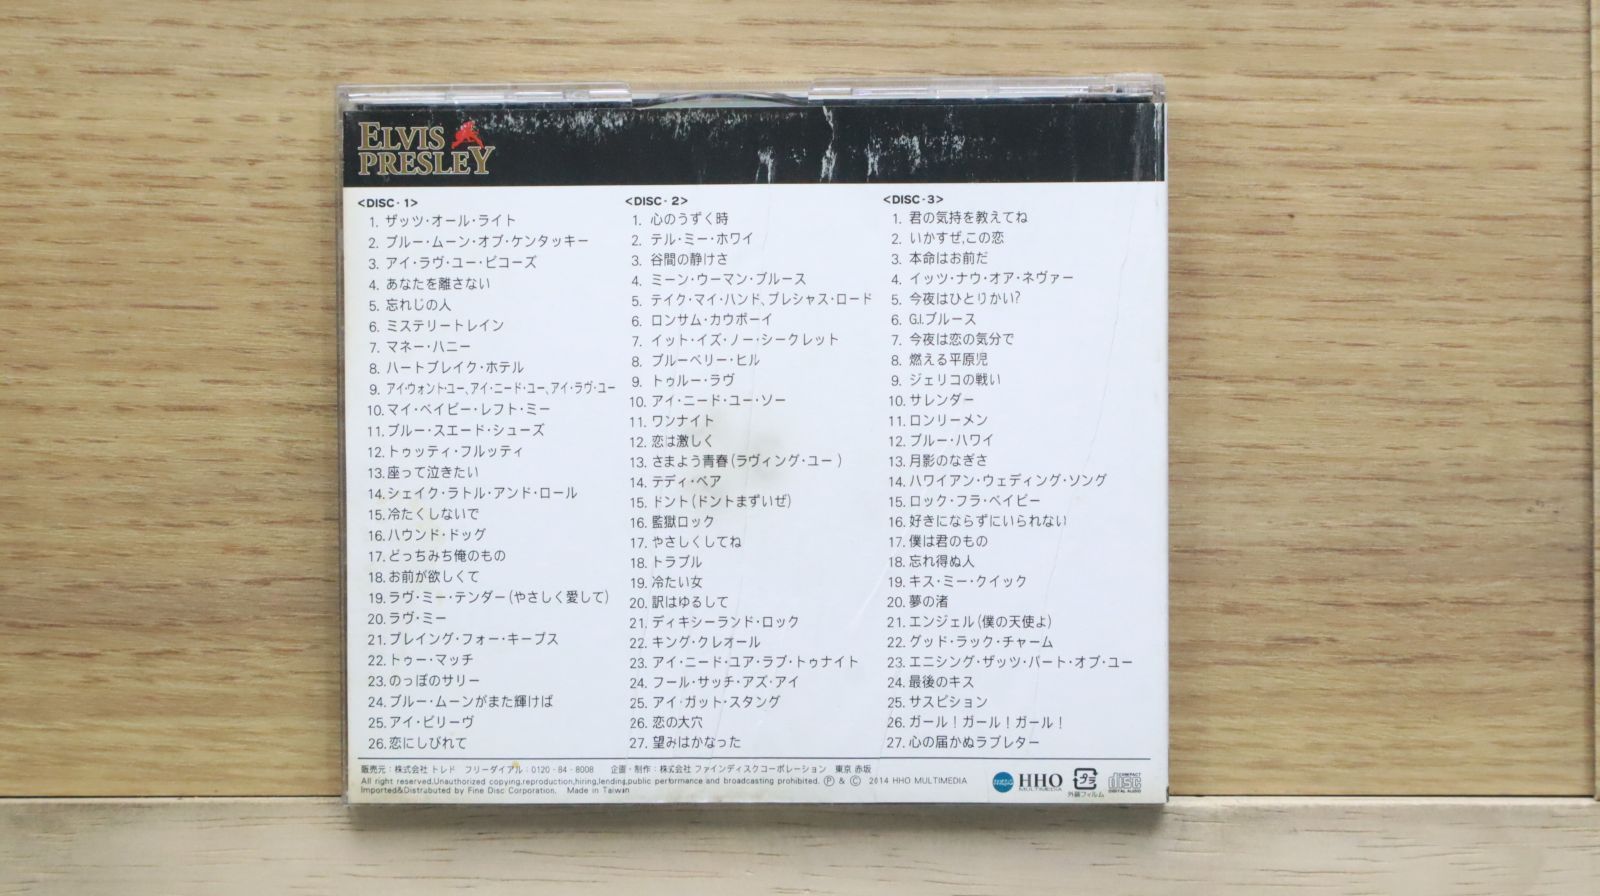 ELVIS
PRESLEY
<DISC・1>
1. ザッツ・オール・ライト
2. ブルー・ムーン・オブ・ケンタッキー
3. アイ・ラヴ・ユー・ビコーズ
4. あなたを離さない
5. 忘れじの人
6. ミステリートレイン
7. マネー・ハニー
8. ハートブレイク・ホテル
9. アイ・ウォント・ユー、アイ・ニード・ユー、アイ・ラヴ・ユー
10. マイ・ベイビー・レフト・ミー
11. ブルー・スエード・シューズ
12. トゥッティ・フルッティ
13. 座って泣きたい
14. シェイク・ラトル・アンド・ロール
15. 冷たくしないで
16. ハウンド・ドッグ
17. どっちみち俺のもの
18. お前が欲しくて
19. ラヴ・ミー・テンダー(やさしく愛して)
20. ラヴ・ミー
21. プレイング・フォー・キープス
22. トゥー・マッチ
23. のっぽのサリー
24. ブルー・ムーンがまた輝けば
25. アイ・ビリーヴ
26. 恋にしびれて
<DISC・2>
1. 心のうずく時
2. テル・ミー・ホワイ
3. 谷間の静けさ
4. ミーン・ウーマン・ブルース
5. テイク・マイ・ハンド、プレシャス・ロード
6. ロンサム・カウボーイ
7. イット・イズ・ノー・シークレット
8. ブルーベリー・ヒル
9. トゥルー・ラヴ
10. アイ・ニード・ユー・ソー
11. ワンナイト
12. 恋は激しく
13. さまよう青春(ラヴィング・ユー)
14. テディ・ベア
15. ドント(ドントまずいぜ)
16. 監獄ロック
17. やさしくしてね
18. トラブル
19. 冷たい女
20. 訳はゆるして
21. ディキシーランド・ロック
22. キング・クレオール
23. アイ・ニード・ユア・ラブ・トゥナイト
24. フール・サッチ・アズ・アイ
25. アイ・ガット・スタング
26. 恋の大穴
27. 望みはかなった
<DISC・3>
1. 君の気持を教えてね
2. いかすぜ,この恋
3. 本命はお前だ
4. イッツ・ナウ・オア・ネヴァー
5. 今夜はひとりかい?
6. G.I.ブルース
7. 今夜は恋の気分で
8. 燃える平原児
9. ジェリコの戦い
10. サレンダー
11. ロンリーメン
12. ブルー・ハワイ
13. 月影のなぎさ
14. ハワイアン・ウェディング・ソング
15. ロック・フラ・ベイビー
16. 好きにならずにいられない
17. 僕は君のもの
18. 忘れ得ぬ人
19. キス・ミー・クイック
20. 夢の渚
21. エンジェル(僕の天使よ)
22. グッド・ラック・チャーム
23. エニシング・ザッツ・パート・オブ・ユー
24. 最後のキス
25. サスピション
26. ガール!ガール!ガール!
27. 心の届かぬラブレター
販売元:株式会社 トレド フリーダイアル:0120-84-8008 企画・制作:株式会社 ファインディスクコーポレーション 東京 赤坂
All right reserved.Unauthorized copying,reproduction,hiring,lending,public performance and broadcasting prohibited. Ⓟ & Ⓒ 2014 HHO MULTIMEDIA
Imported&Distrubuted by Fine Disc Corporation. Made in Taiwan
HHO
MULTIMEDIA
プラ
外装フィルム
COMPACT
disc
DIGITAL AUDIO